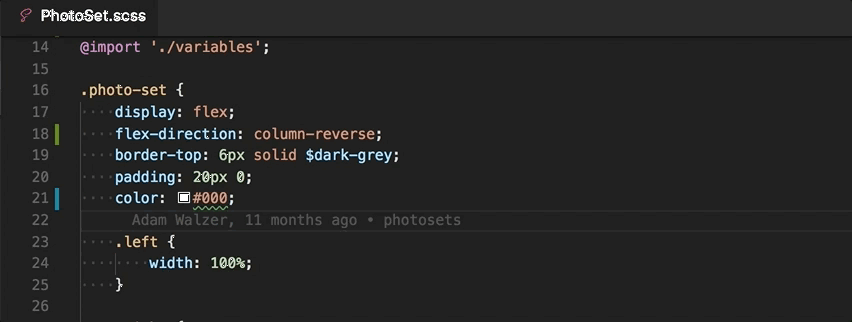 PhotoSet.scss
14 @import './variables';
15
16 .photo-set {
17 ····display: flex;
18 ····flex-direction: column-reverse;
19 ····border-top: 6px solid $dark-grey;
20 ····padding: 20px 0;
21 ····color: #000;
22 Adam Walzer, 11 months ago • photosets
23 ····.left {
24 ········width: 100%;
25 ····}
26